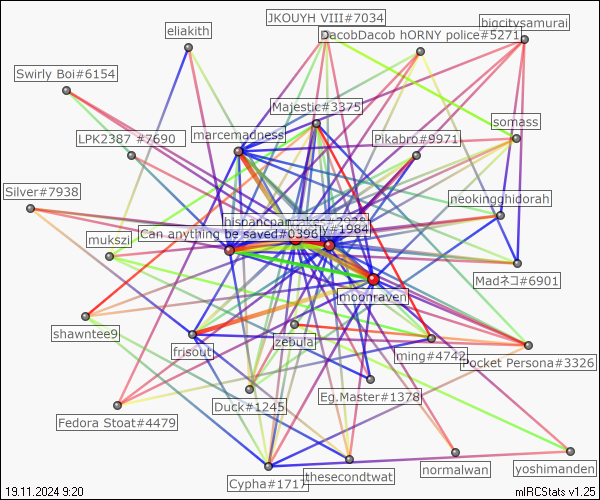 JKOUYH VIII#7034
bigcitysamurai
eliakith
DacobDacob hORNY police#5271
Swirly Boi#6154
Majestic#3375
somass
marcemadness
LPK2387 #7690
Pikabro#9971
Silver#7938
neokingghidorah
Can anything be saved#0396
#1984
mukszi
Madネコ#6901
moonraven
shawntee9
zebula
frisout
ming#4742
Pocket Persona#3326
Eg.Master#1378
Duck#1245
Fedora Stoat#4479
normalwan
yoshimanden
thesecondtwat
Cypha#1717
19.11.2024 9:20
mIRCStats v1.25